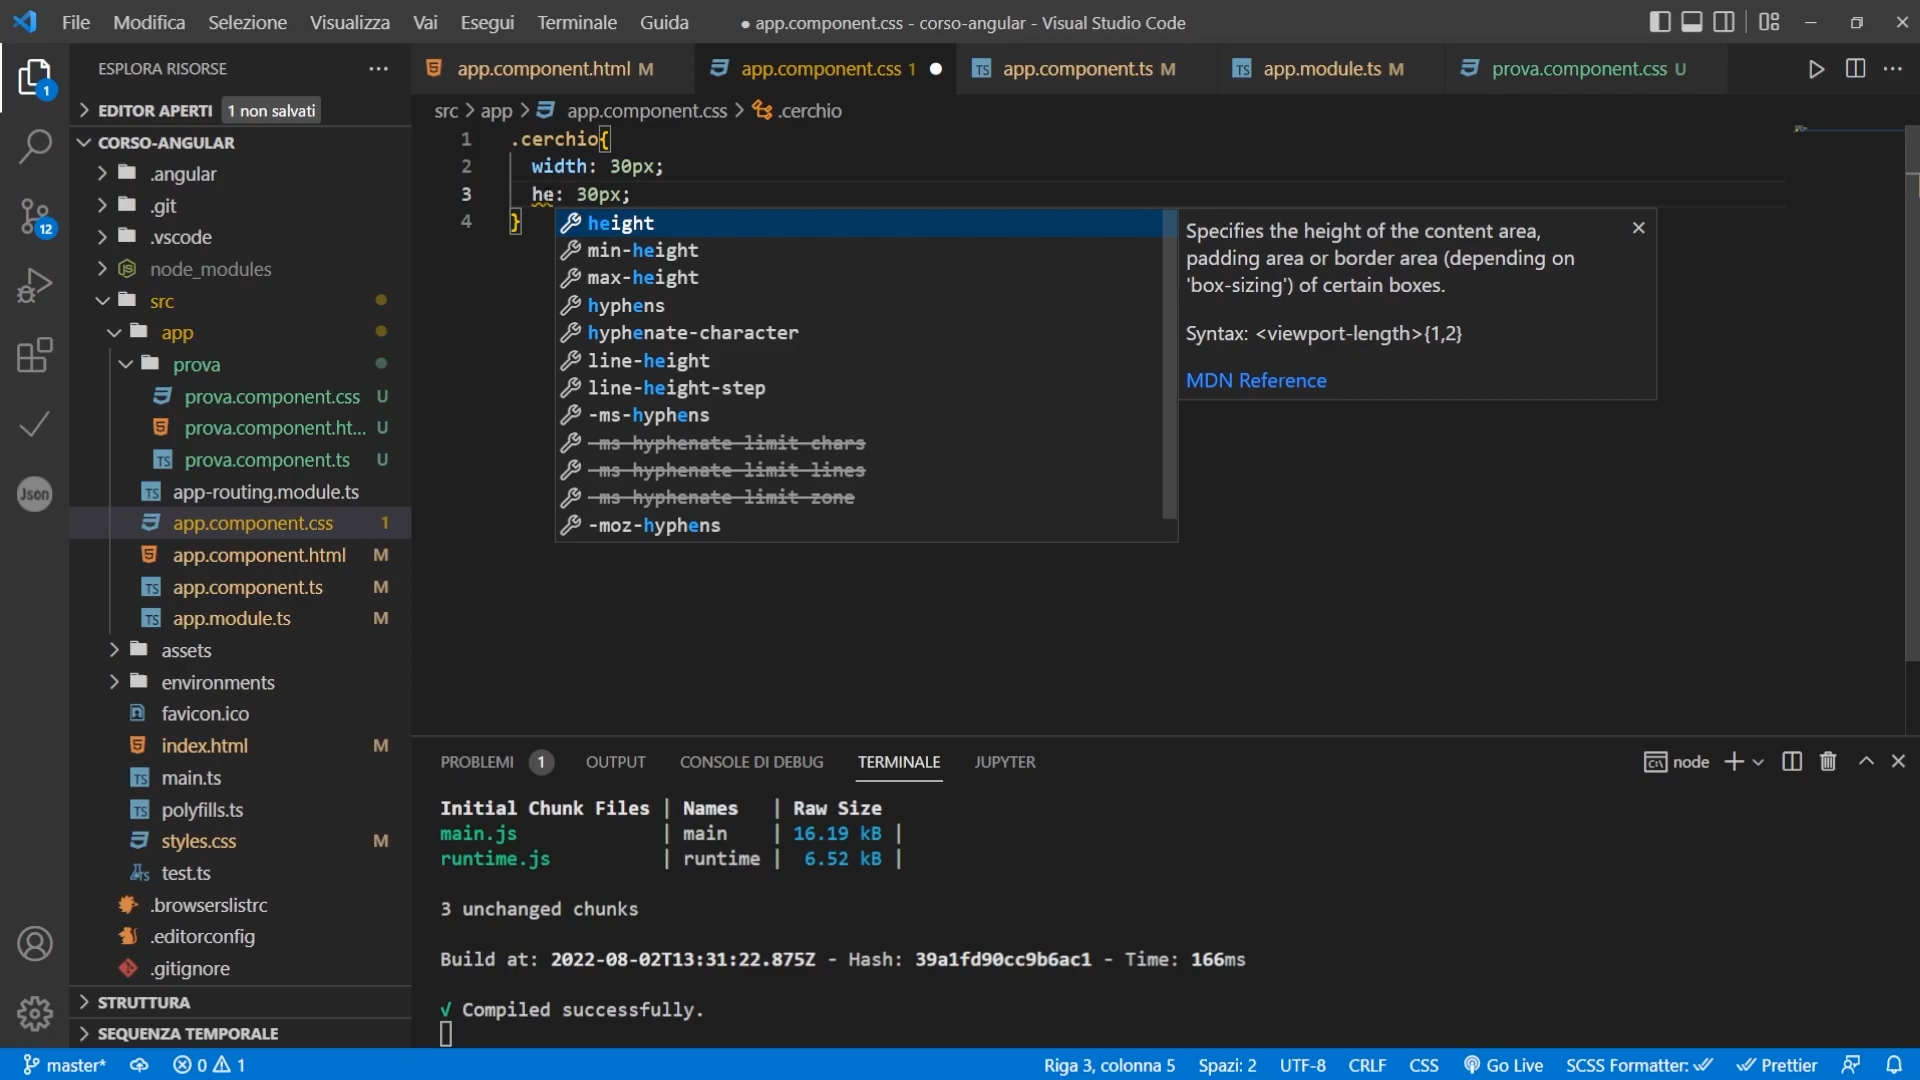 File Modifica Selezione Visualizza Vai Esegui Terminale Guida ● app.component.css - corso-angular - Visual Studio Code
ESPLORA RISORSE
app.component.html M app.component.css 1 app.component.ts M app.module.ts M prova.component.css U
EDITOR APERTI 1 non salvati
src > app > app.component.css > .cerchio
CORSO-ANGULAR
.angular
.git
.vscode
node_modules
src
app
prova
prova.component.css U
prova.component.ht... U
prova.component.ts U
app-routing.module.ts
app.component.css 1
app.component.html M
app.component.ts M
app.module.ts M
assets
environments
favicon.ico
index.html M
main.ts
polyfills.ts
styles.css M
test.ts
.browserslistrc
.editorconfig
.gitignore
STRUTTURA
SEQUENZA TEMPORALE
1
12
Json
1 .cerchio{
2 width: 30px;
3 he: 30px;
4 }
height
min-height
max-height
hyphens
hyphenate-character
line-height
line-height-step
-ms-hyphens
-ms-hyphenate-limit-chars
-ms-hyphenate-limit-lines
-ms-hyphenate-limit-zone
-moz-hyphens
Specifies the height of the content area,
padding area or border area (depending on
'box-sizing') of certain boxes.
Syntax: <viewport-length>{1,2}
MDN Reference
PROBLEMI 1 OUTPUT CONSOLE DI DEBUG TERMINALE JUPYTER node
Initial Chunk Files | Names | Raw Size
main.js | main | 16.19 kB |
runtime.js | runtime | 6.52 kB |
3 unchanged chunks
Build at: 2022-08-02T13:31:22.875Z - Hash: 39a1fd90cc9b6ac1 - Time: 166ms
√ Compiled successfully.
master* 0 1 Riga 3, colonna 5 Spazi: 2 UTF-8 CRLF CSS Go Live SCSS Formatter: Prettier